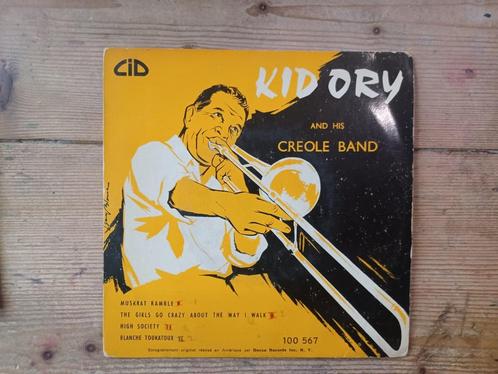 CID
KID ORY
AND HIS
CREOLE BAND
MUSKRAT RAMBLE
THE GIRLS GO CRAZY ABOUT THE WAY I WALK
HIGH SOCIETY
BLANCHE TOUKATOUX
100 567
Enregistrement original réalisé en Amérique par Decca Records Inc. N. Y.